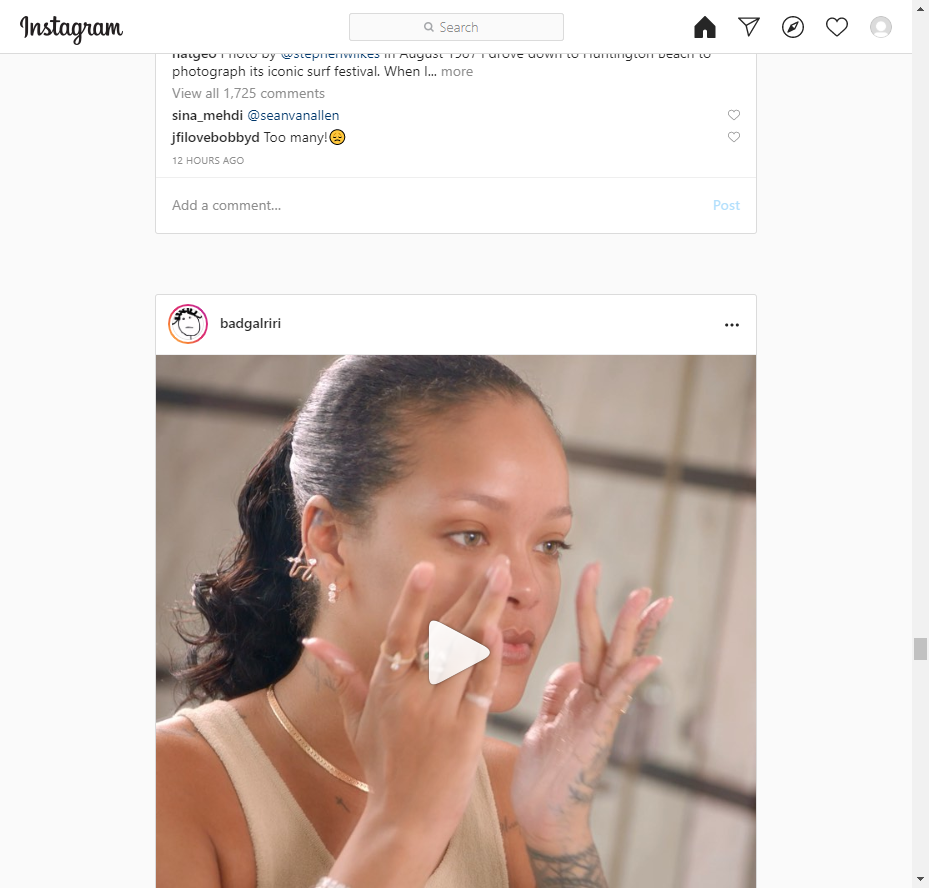 Instagram
Search
natgeo Photo by @stephenwilkes In August 1967 I drove down to Huntington Beach to
photograph its iconic surf festival. When I... more
View all 1,725 comments
sina_mehdi @seanvanallen
jfilovebobbyd Too many!😔
12 HOURS AGO
Add a comment... Post
badgalriri